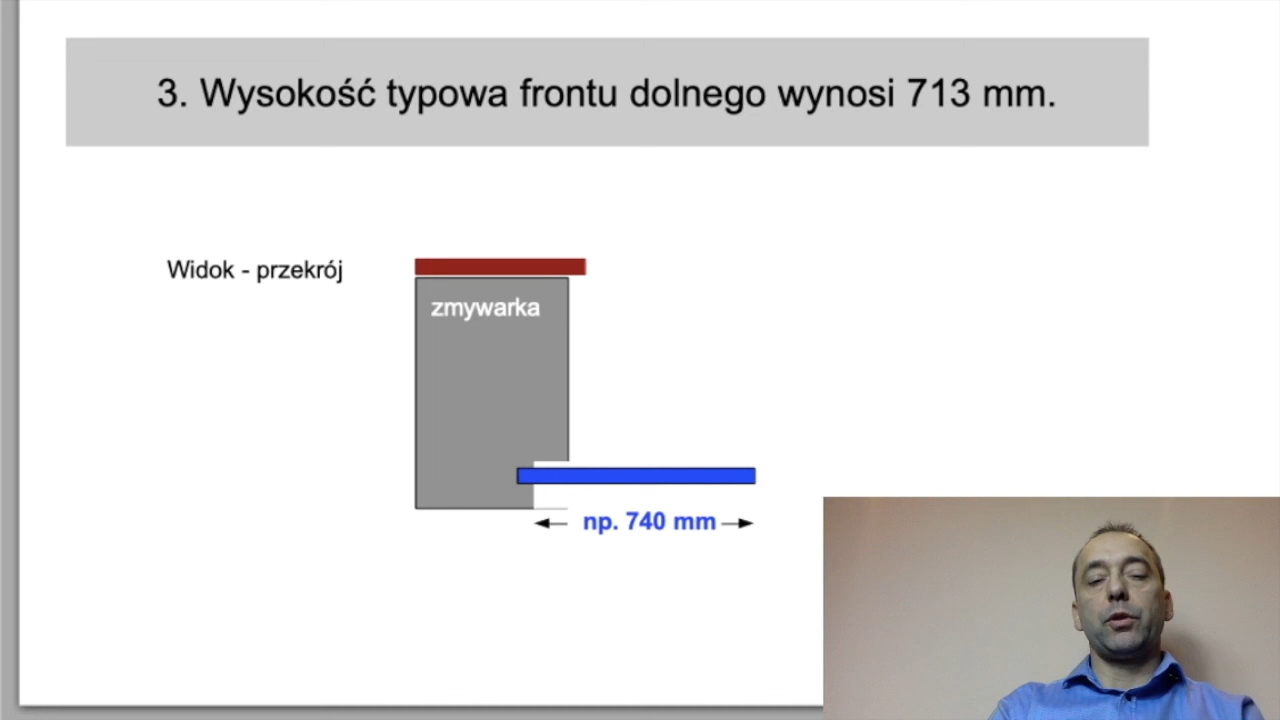 3. Wysokość typowa frontu dolnego wynosi 713 mm.
Widok - przekrój
zmywarka
np. 740 mm